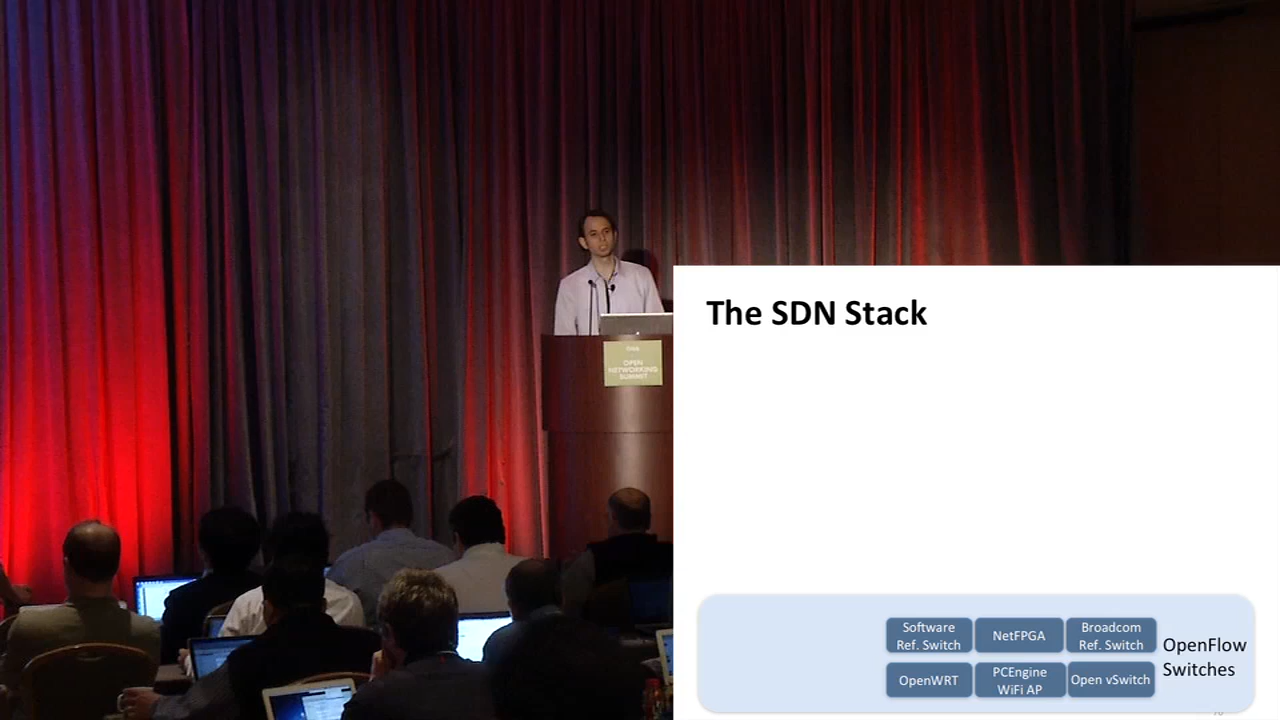 The SDN Stack
OPEN
NETWORKING
SUMMIT
Software
Ref. Switch
NetFPGA
Broadcom
Ref. Switch
OpenFlow
Switches
OpenWRT
PCEngine
WiFi AP
Open vSwitch